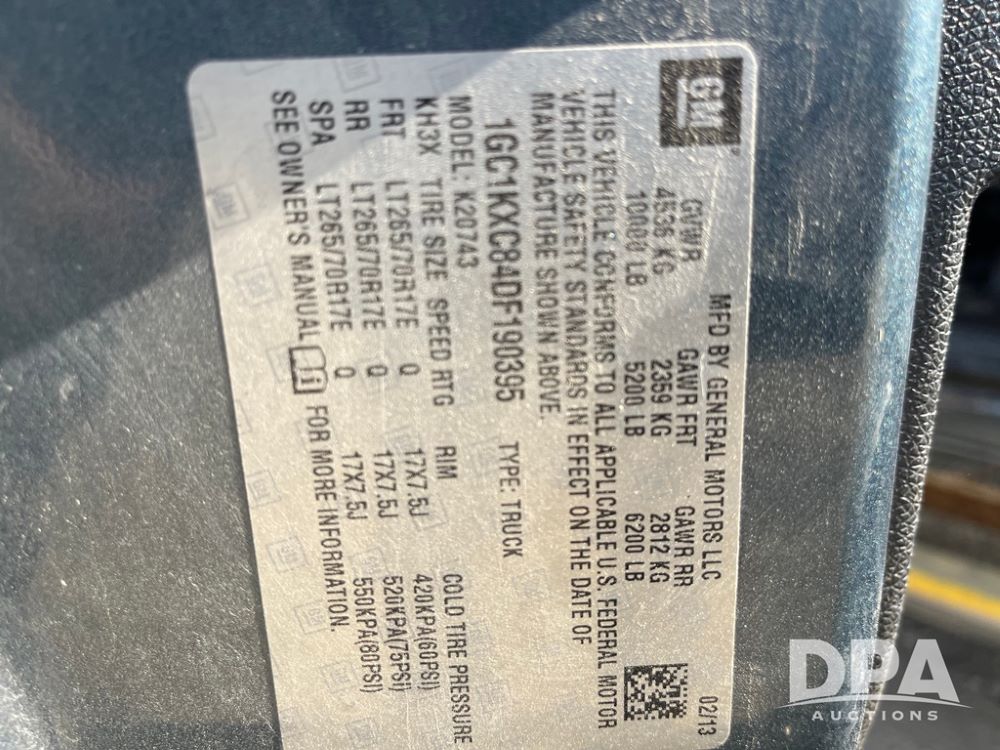 GM®
MFD BY GENERAL MOTORS LLC 02/13
GVWR GAWR FRT GAWR RR
4536 KG 2359 KG 2812 KG
10000 LB 5200 LB 6200 LB
THIS VEHICLE CONFORMS TO ALL APPLICABLE U.S. FEDERAL MOTOR
VEHICLE SAFETY STANDARDS IN EFFECT ON THE DATE OF
MANUFACTURE SHOWN ABOVE.
1GC1KXC84DF190395 TYPE: TRUCK
MODEL: K20743
KH3X TIRE SIZE SPEED RTG RIM COLD TIRE PRESSURE
FRT LT265/70R17E Q 17X7.5J 420KPA(60PSI)
RR LT265/70R17E Q 17X7.5J 520KPA(75PSI)
SPA LT265/70R17E Q 17X7.5J 550KPA(80PSI)
SEE OWNER'S MANUAL FOR MORE INFORMATION.
DPA
AUCTIONS